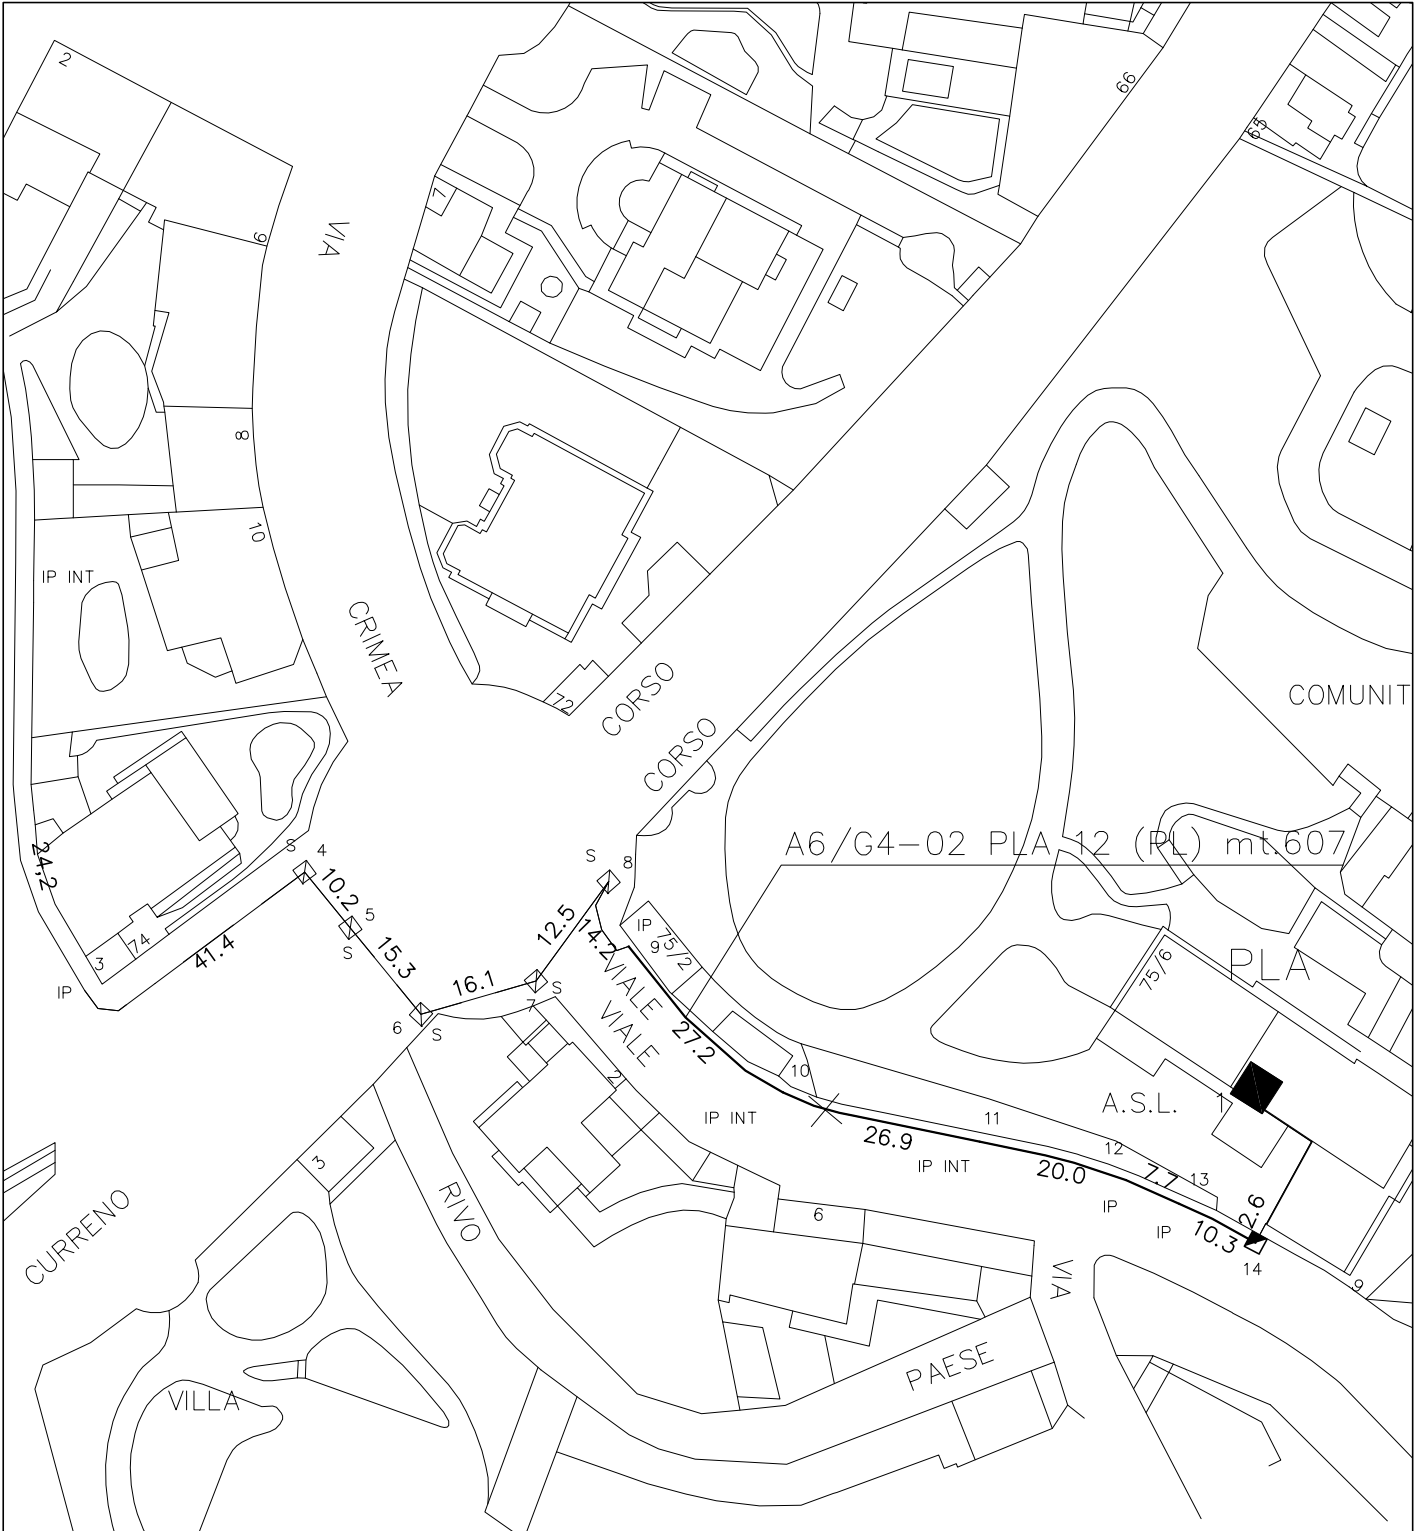 2
66
65
7
6
VIA
8
10
IP INT
CRIMEA
CORSO
COMUNIT
72
CORSO
A6/G4-02 PLA 12 (PL) mt.607
24,2
S
4
10.2
S
8
5
74
3
41.4
S
15.3
IP
16.1
12.5
14.2
IP
9
75/2
VIALE
75/6
PLA
6
S
7
S
VIALE
27.2
10
2
IP INT
1
A.S.L.
26.9
11
IP INT
20.0
12
7.7
13
3
RIVO
6
IP
IP
10.3
2.6
CURRENO
14
VIA
9
PAESE
VILLA